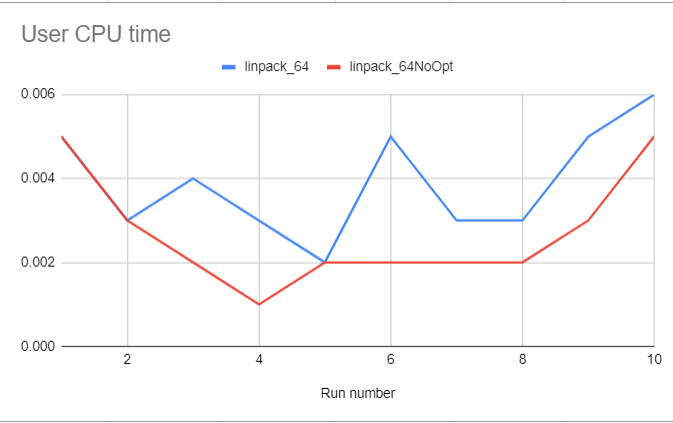 User CPU time
linpack_64 linpack_64NoOpt
0.006
0.004
0.002
0.000
2 4 6 8 10
Run number